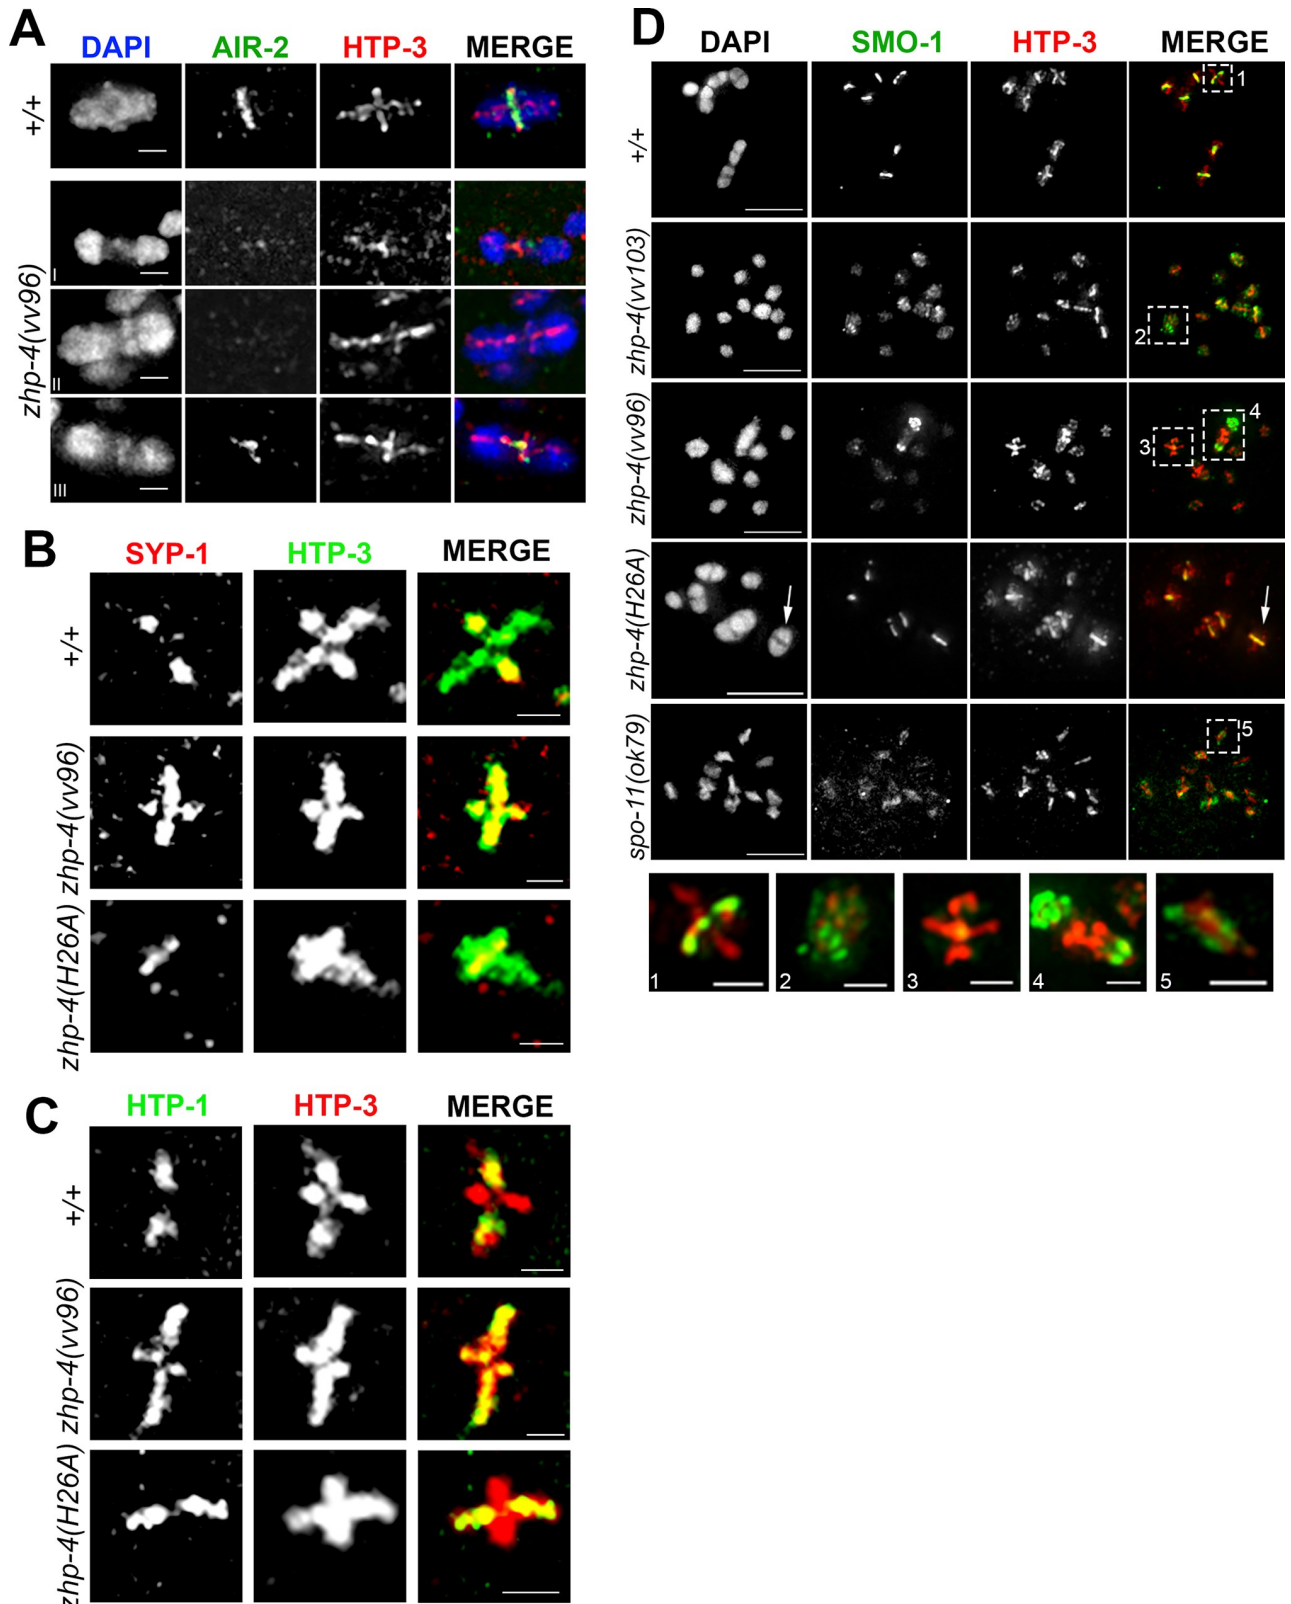 A
DAPI AIR-2 HTP-3 MERGE
+/+
zhp-4(vv96)
I
II
III
B
SYP-1 HTP-3 MERGE
+/+
zhp-4(vv96)
zhp-4(H26A)
C
HTP-1 HTP-3 MERGE
+/+
zhp-4(vv96)
zhp-4(H26A)
D
DAPI SMO-1 HTP-3 MERGE
+/+
1
zhp-4(vv103)
2
zhp-4(vv96)
3
4
zhp-4(H26A)
spo-11(ok79)
5
1 2 3 4 5